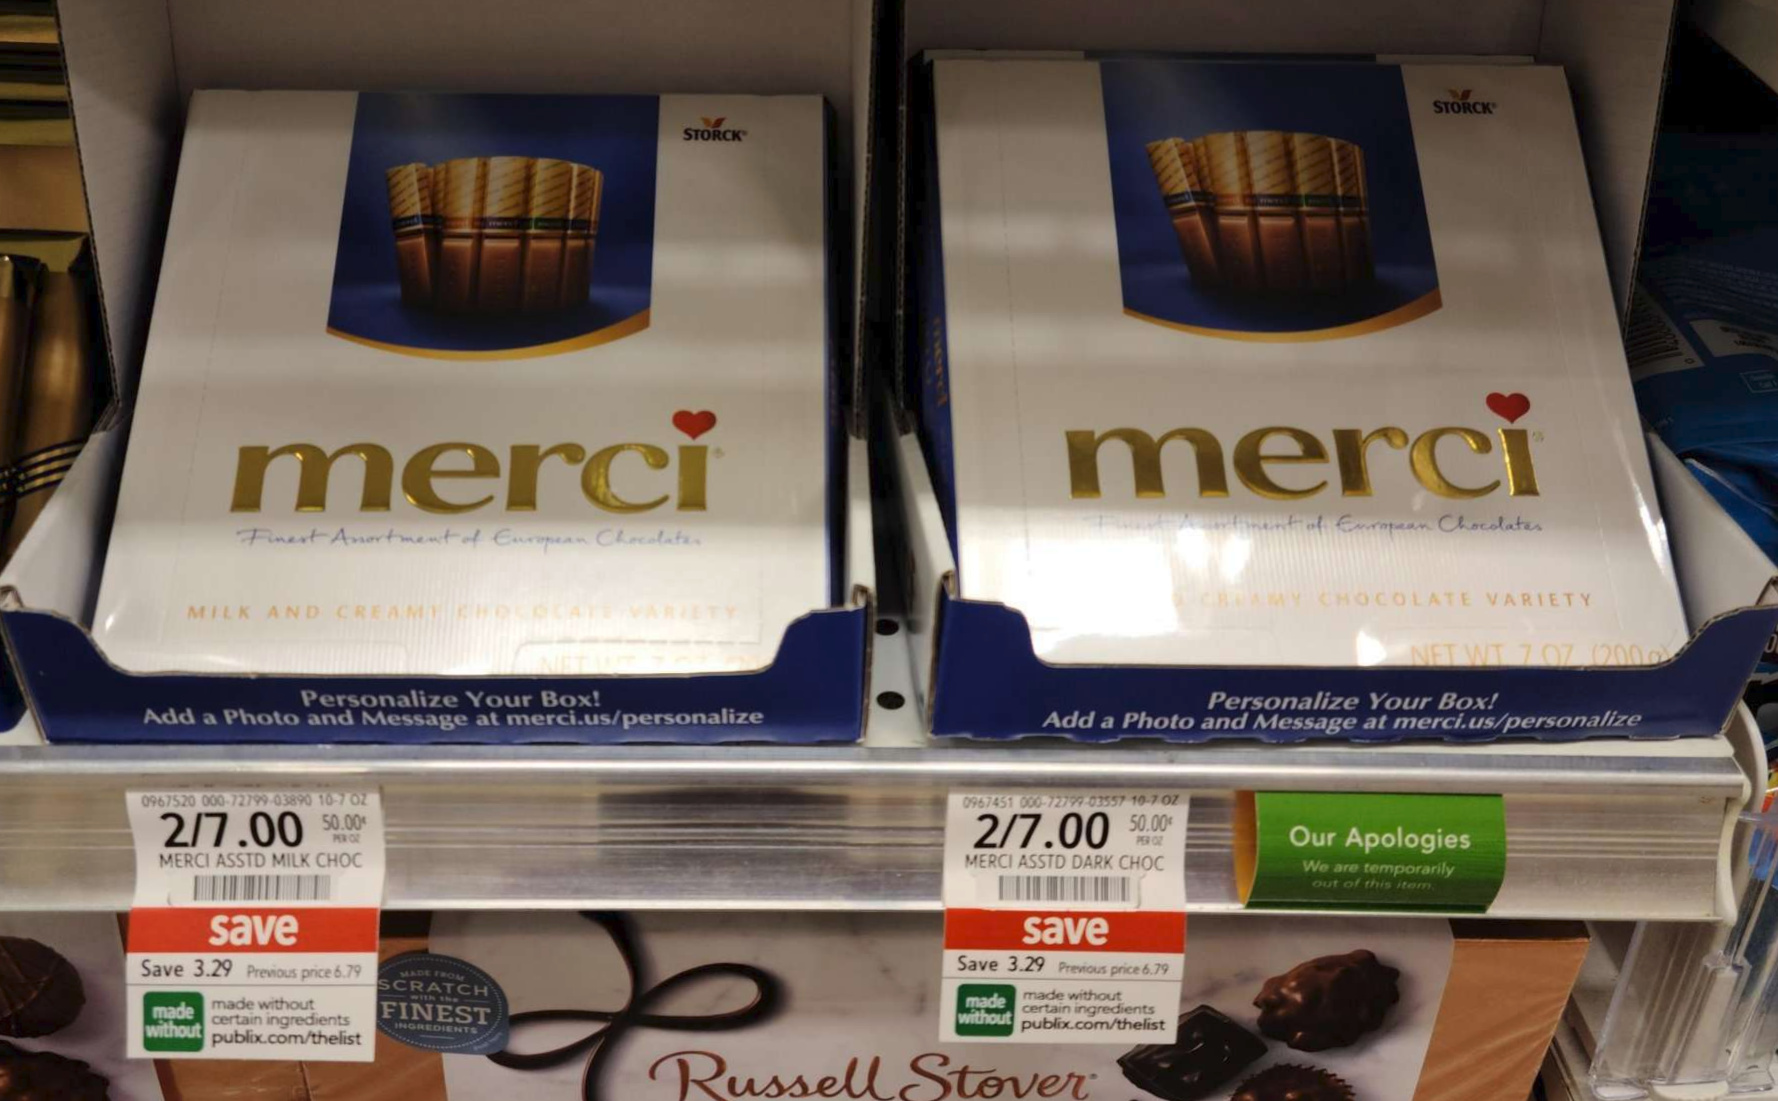 STORCK
merci
Finest Assortment of European Chocolates
MILK AND CREAMY CHOCOLATE VARIETY
NET WT. 7 OZ
Personalize Your Box!
Add a Photo and Message at merci.us/personalize
STORCK
merci
Finest Assortment of European Chocolates
CREAMY CHOCOLATE VARIETY
NET WT. 7 OZ. (200g)
Personalize Your Box!
Add a Photo and Message at merci.us/personalize
0967520 000-72799-03890 10-7 OZ
2/7.00
50.00¢
PER OZ
MERCI ASSTD MILK CHOC
save
Save 3.29 Previous price 6.79
made without
made without
certain ingredients
publix.com/thelist
0967451 000-72799-03557 10-7 OZ
2/7.00
50.00¢
PER OZ
MERCI ASSTD DARK CHOC
save
Save 3.29 Previous price 6.79
made without
made without
certain ingredients
publix.com/thelist
Our Apologies
We are temporarily
out of this item.
MADE FROM
SCRATCH
with the
FINEST
INGREDIENTS
Russell Stover